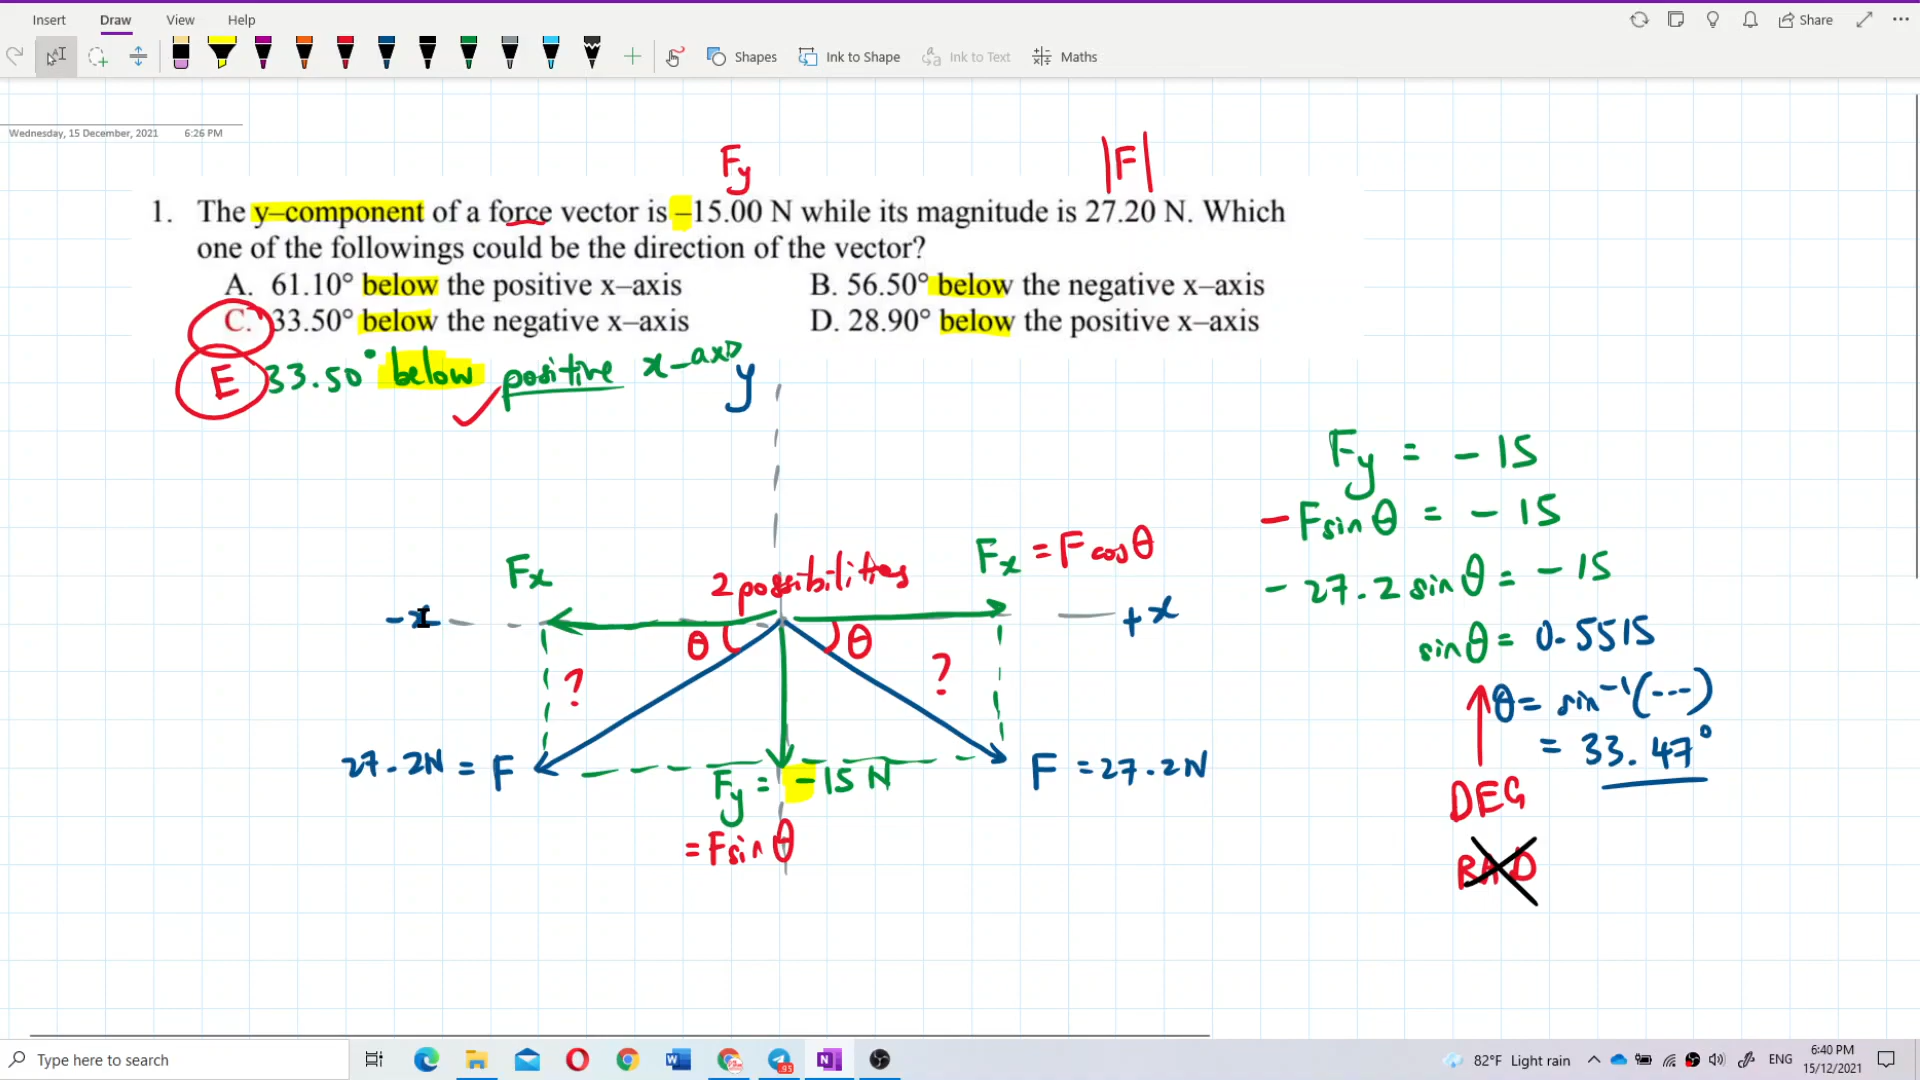 Insert Draw View Help Share
Shapes Ink to Shape Ink to Text Maths
Wednesday, 15 December, 2021 6:26 PM
Fy |F|
1. The y–component of a force vector is –15.00 N while its magnitude is 27.20 N. Which
one of the followings could be the direction of the vector?
A. 61.10° below the positive x–axis B. 56.50° below the negative x–axis
C. 33.50° below the negative x–axis D. 28.90° below the positive x–axis
E 33.50° below positive x-axis
y
Fy = - 15
- Fsinθ = - 15
Fx 2 possibilities Fx = F cosθ
- 27.2 sinθ = - 15
-x +x
θ θ
sinθ = 0.5515
? ?
θ = sin⁻¹(---)
= 33.47°
27.2N = F F = 27.2N
Fy = -15 N
= Fsinθ
DEG
RAD
Type here to search
95
82°F Light rain ENG 6:40 PM
15/12/2021